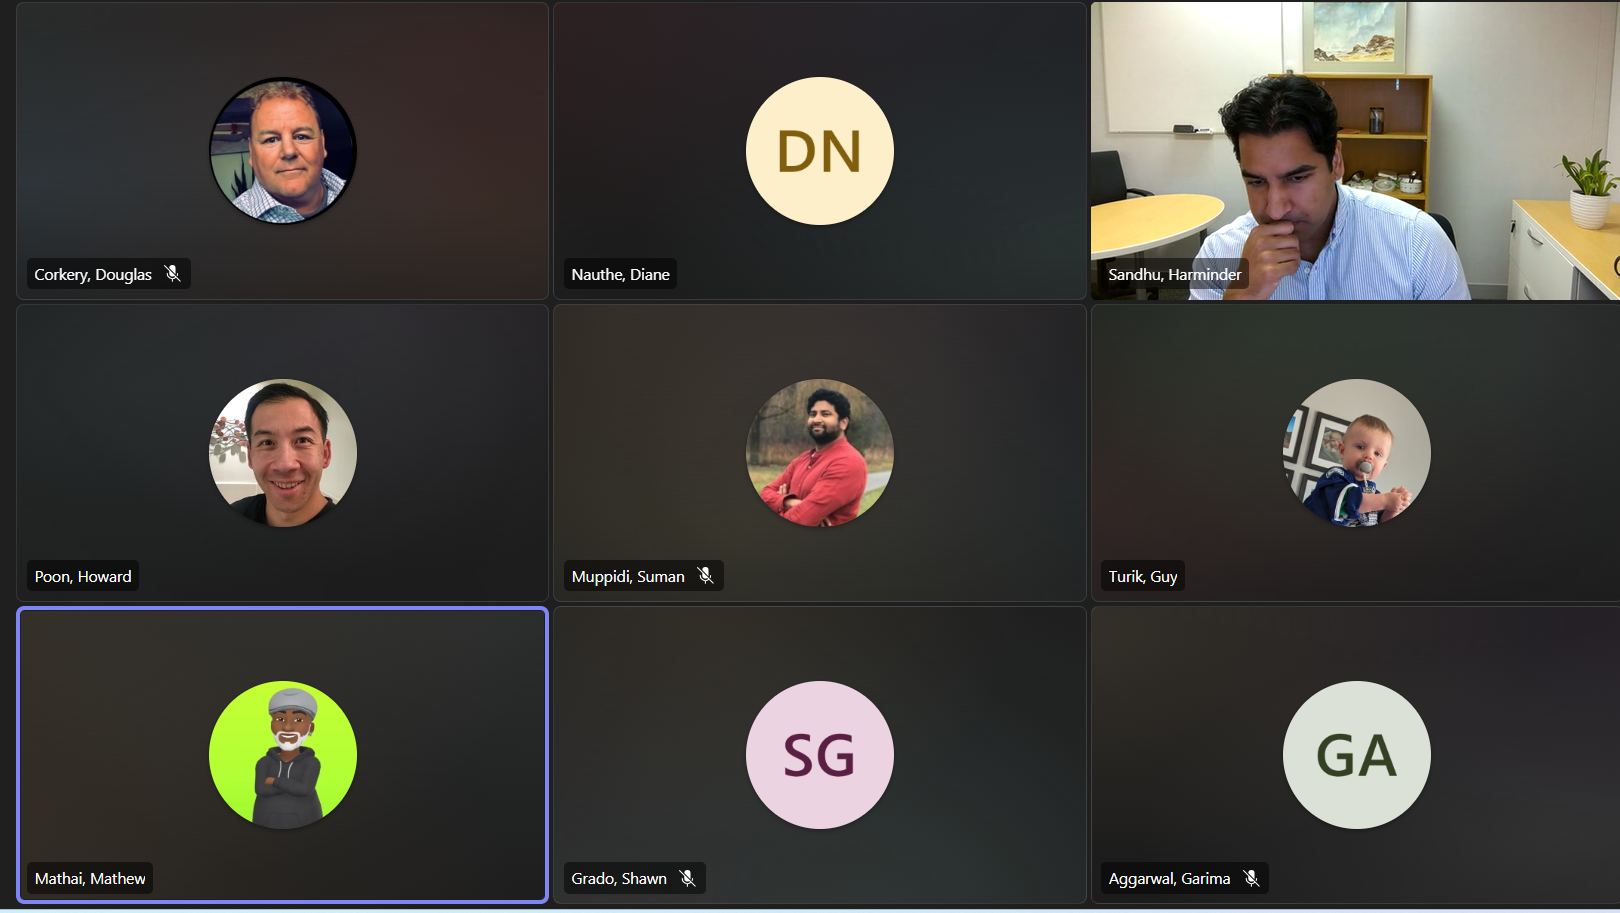 DN
Corkery, Douglas
Nauthe, Diane
Sandhu, Harminder
Poon, Howard
Muppidi, Suman
Turik, Guy
SG
GA
Mathai, Mathew
Grado, Shawn
Aggarwal, Garima